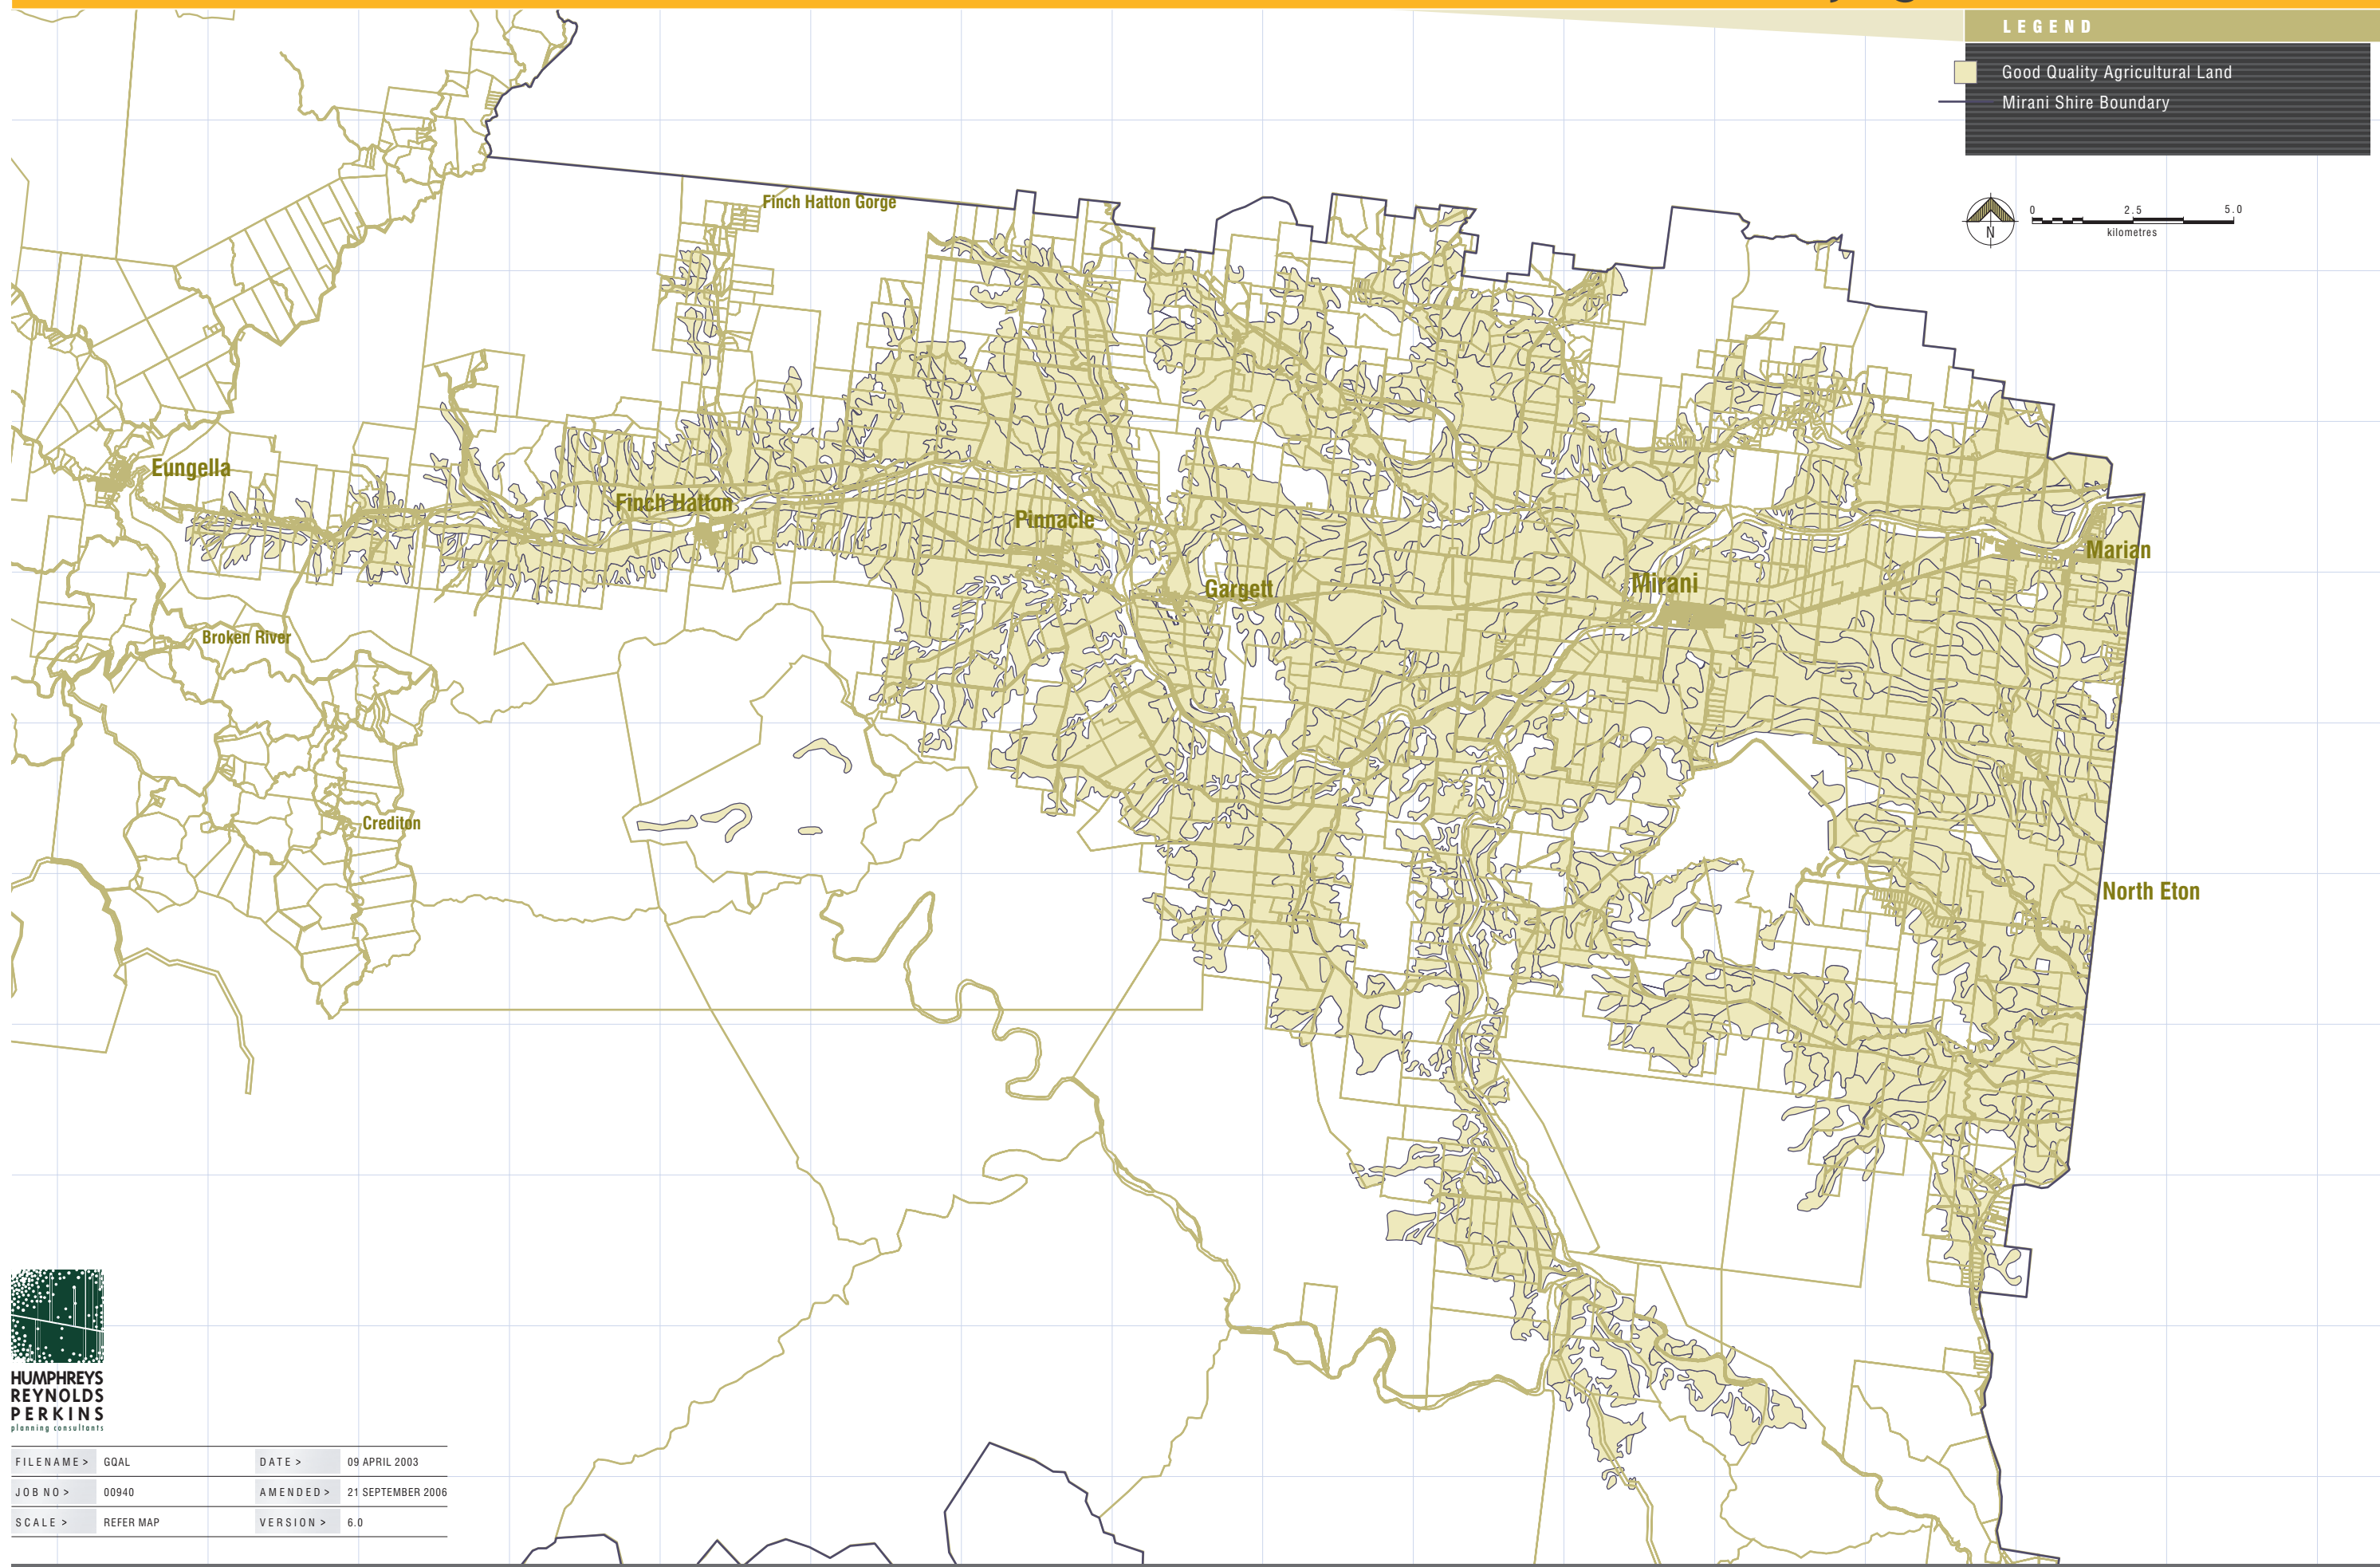 LEGEND
Good Quality Agricultural Land
Mirani Shire Boundary
0 2.5 5.0
kilometres
N
Finch Hatton Gorge
Eungella
Finch Hatton
Pinnacle
Marian
Mirani
Gargett
Broken River
Crediton
North Eton
HUMPHREYS
REYNOLDS
PERKINS
planning consultants
FILENAME > GQAL DATE > 09 APRIL 2003
JOB NO > 00940 AMENDED > 21 SEPTEMBER 2006
SCALE > REFER MAP VERSION > 6.0